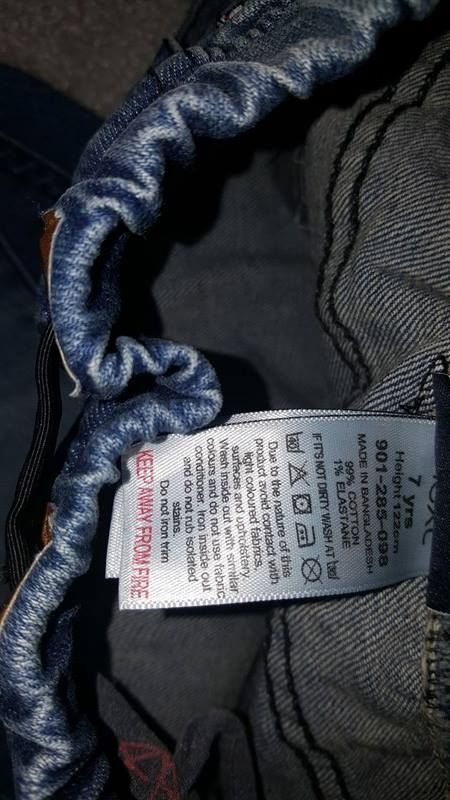 7 yrs
Height 122cm
901-285-098
MADE IN BANGLADESH
99% COTTON
1% ELASTANE
IF IT'S NOT DIRTY WASH AT
Due to the nature of this
product avoid contact with
light coloured fabrics,
surfaces and upholstery.
Wash inside out with similar
colours and do not use fabric
conditioner. Iron inside out
and do not rub isolated
stains.
Do not iron trim
KEEP AWAY FROM FIRE